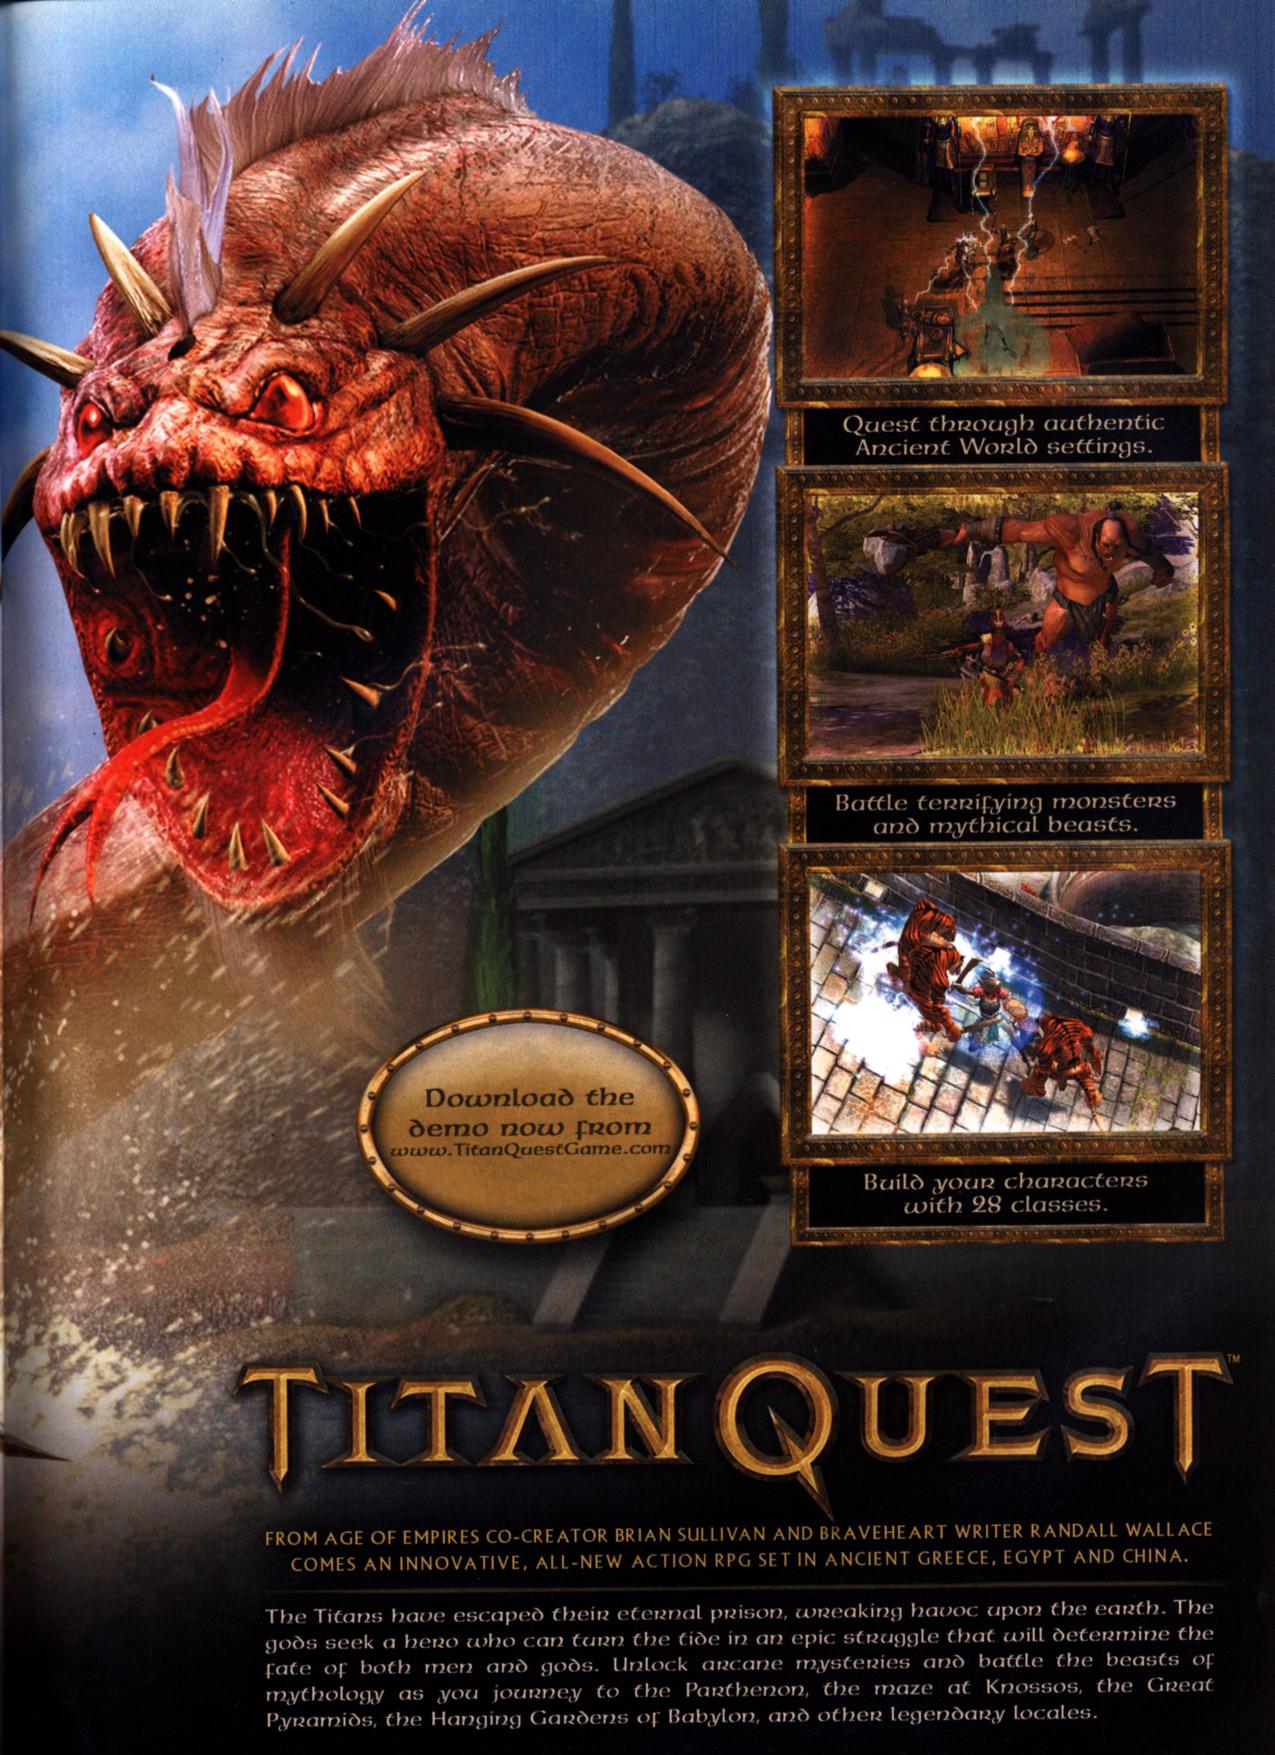 Quest through authentic
Ancient World settings.
Battle terrifying monsters
and mythical beasts.
Build your characters
with 28 classes.
Download the
demo now from
www.TitanQuestGame.com
TITAN QUEST™
FROM AGE OF EMPIRES CO-CREATOR BRIAN SULLIVAN AND BRAVEHEART WRITER RANDALL WALLACE
COMES AN INNOVATIVE, ALL-NEW ACTION RPG SET IN ANCIENT GREECE, EGYPT AND CHINA.
The Titans have escaped their eternal prison, wreaking havoc upon the earth. The
gods seek a hero who can turn the tide in an epic struggle that will determine the
fate of both men and gods. Unlock arcane mysteries and battle the beasts of
mythology as you journey to the Parthenon, the maze at Knossos, the Great
Pyramids, the Hanging Gardens of Babylon, and other legendary locales.